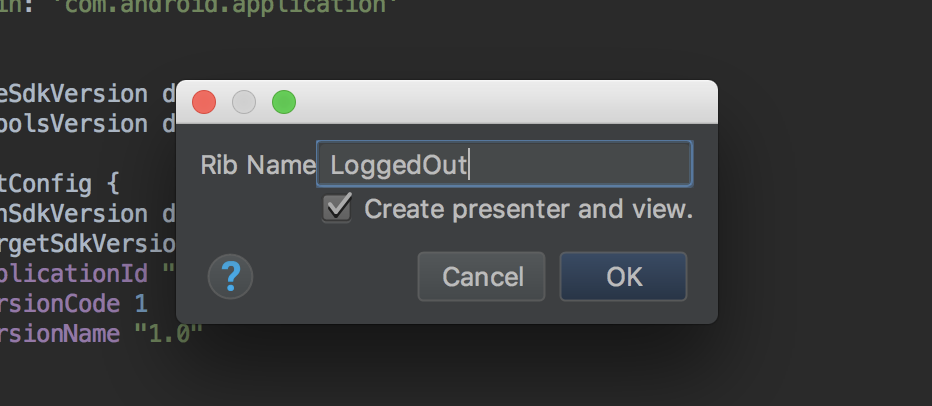 in: 'com.android.application'
eSdkVersion d
oolsVersion d
Rib Name LoggedOut
tConfig {
Create presenter and view.
nSdkVersion d
rgetSdkVersio
plicationId "
? Cancel OK
rsionCode 1
rsionName "1.0"